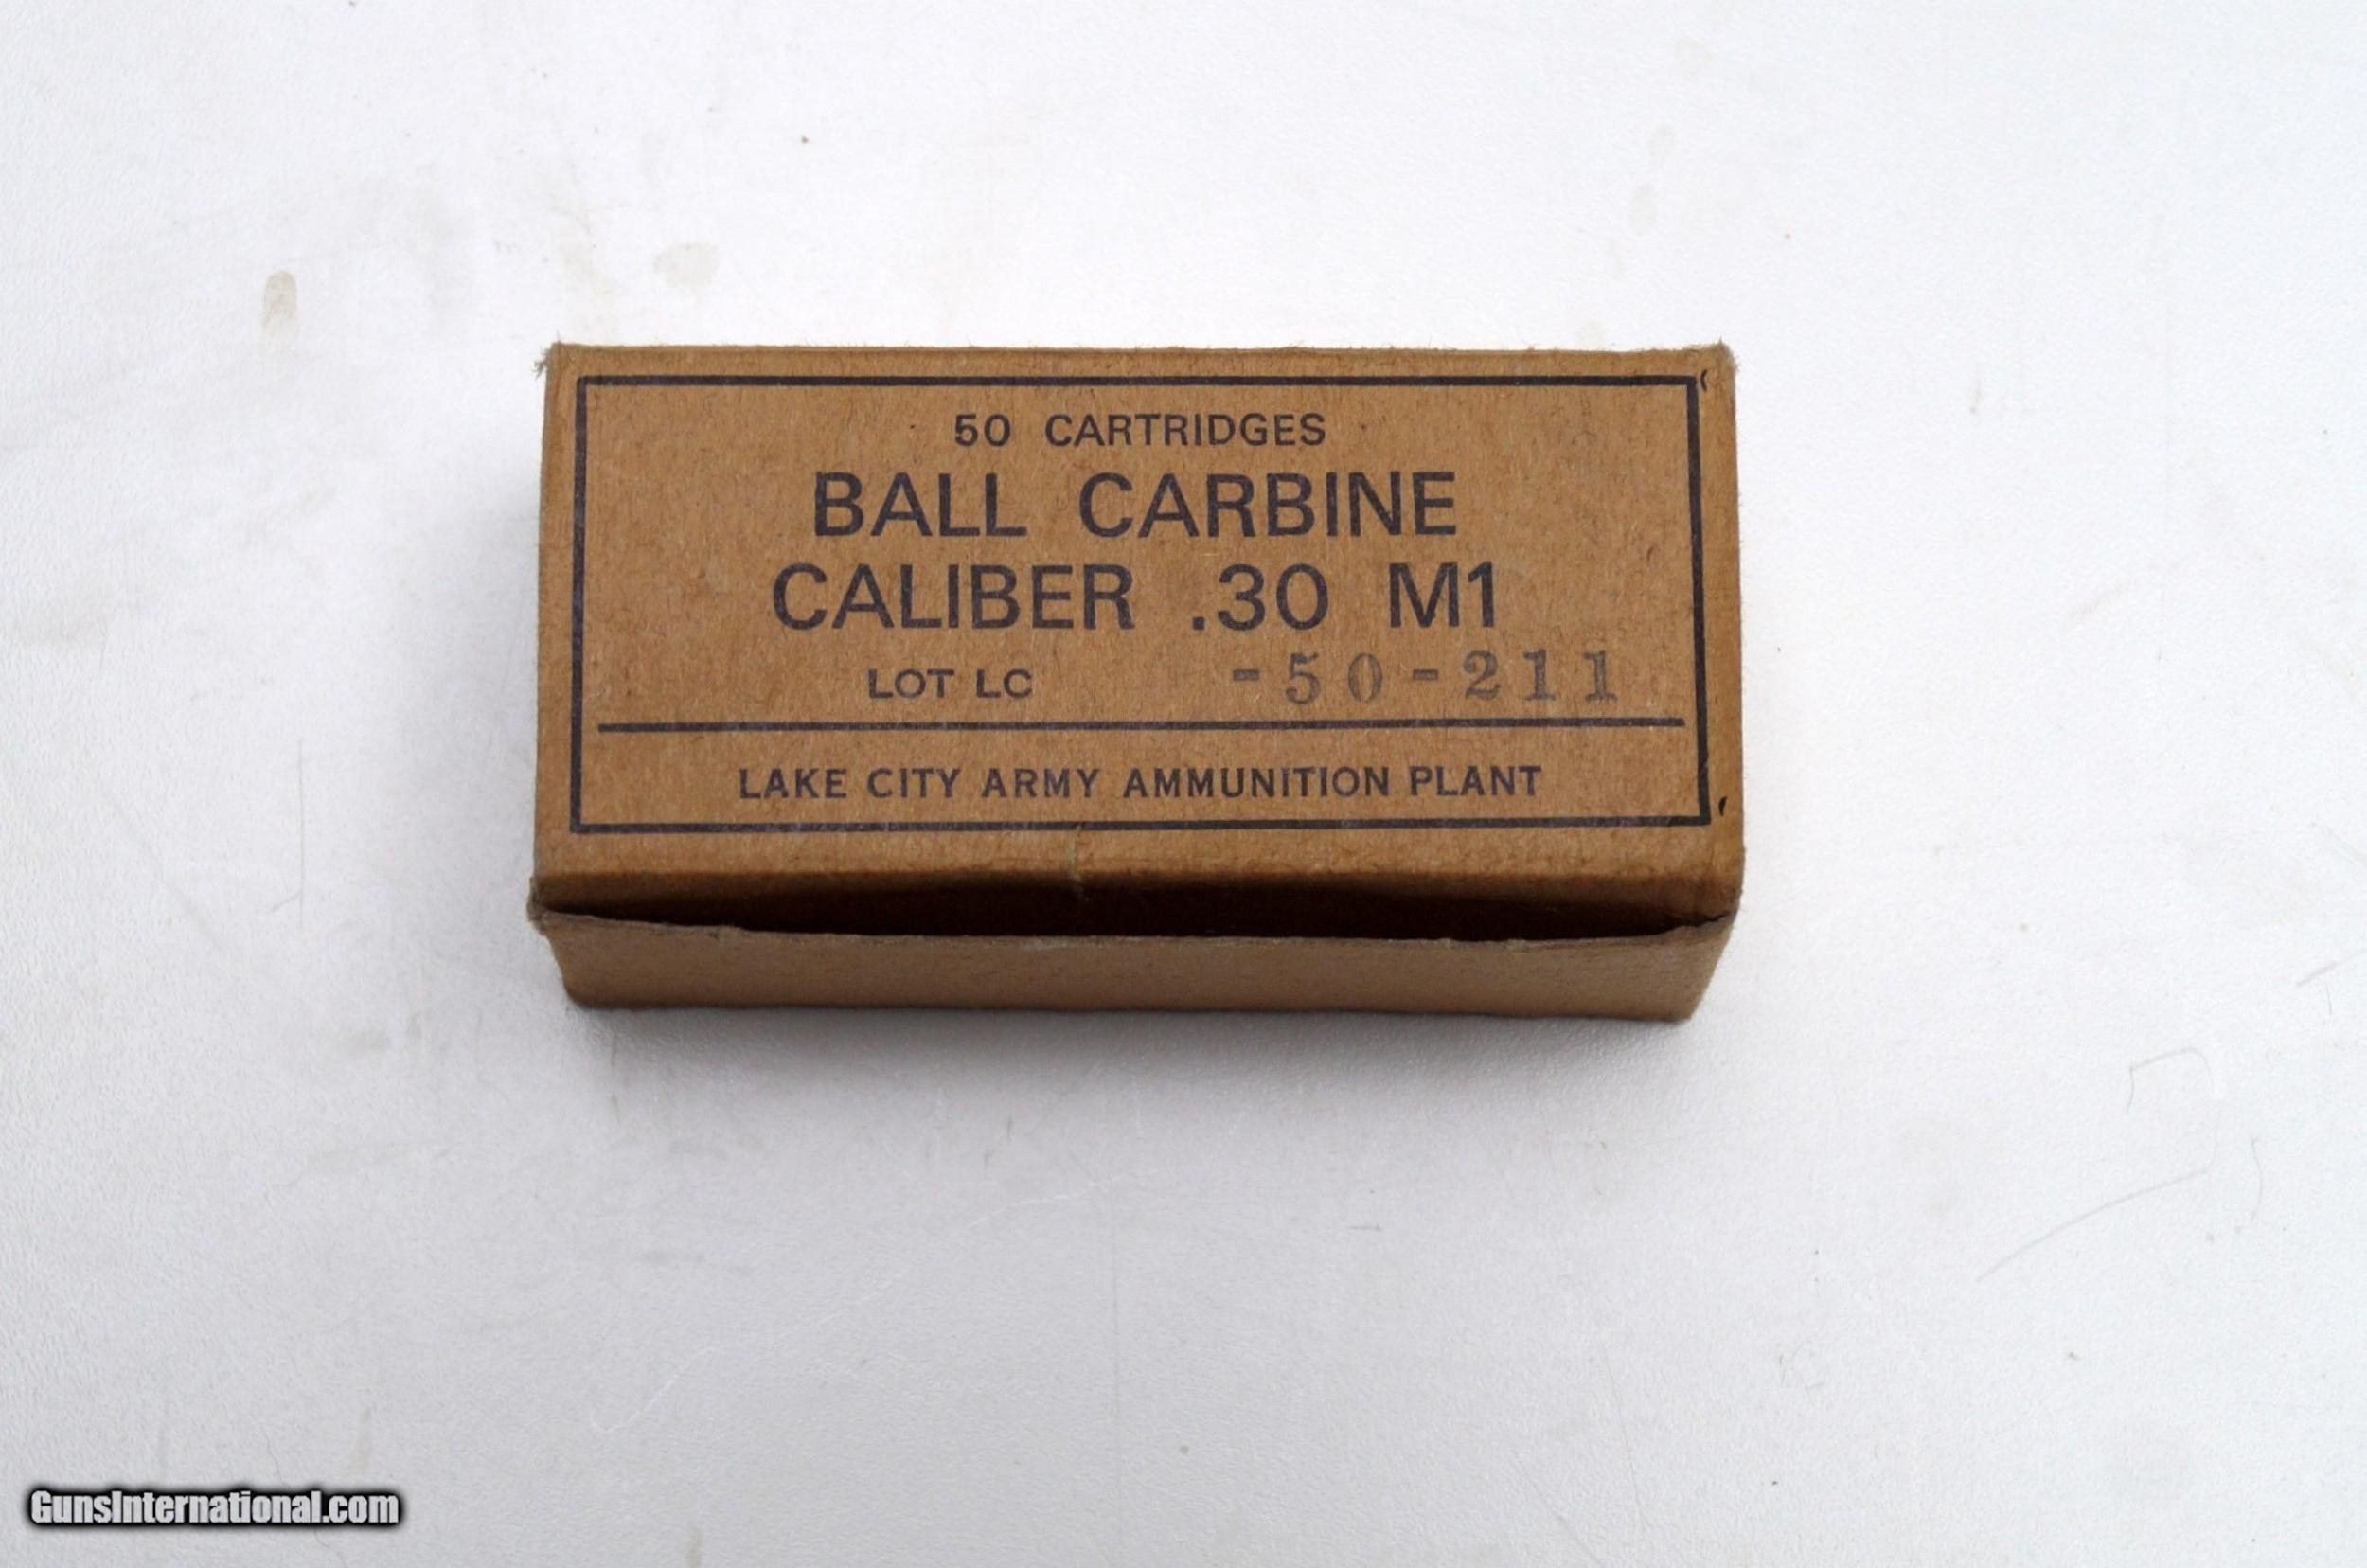 50 CARTRIDGES
BALL CARBINE
CALIBER .30 M1
LOT LC -50-211
LAKE CITY ARMY AMMUNITION PLANT
GunsInternational.com